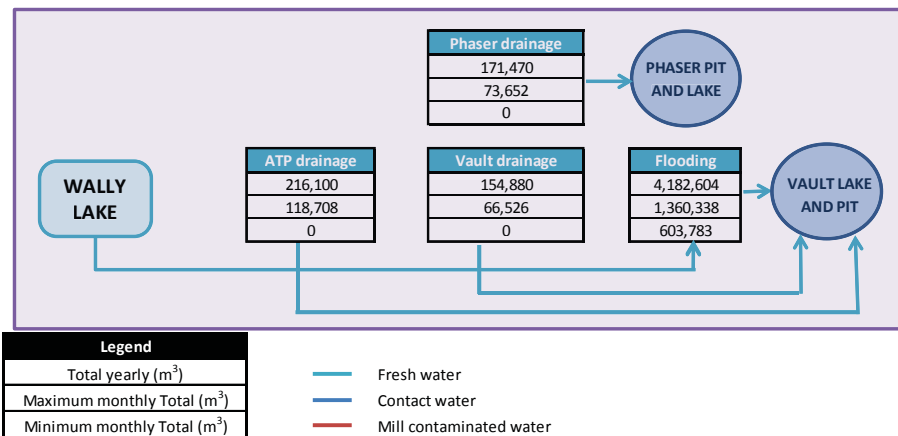 Phaser drainage
171,470
73,652
0
PHASER PIT
AND LAKE
WALLY
LAKE
ATP drainage
216,100
118,708
0
Vault drainage
154,880
66,526
0
Flooding
4,182,604
1,360,338
603,783
VAULT LAKE
AND PIT
Legend
Total yearly (m³)
Maximum monthly Total (m³)
Minimum monthly Total (m³)
Fresh water
Contact water
Mill contaminated water